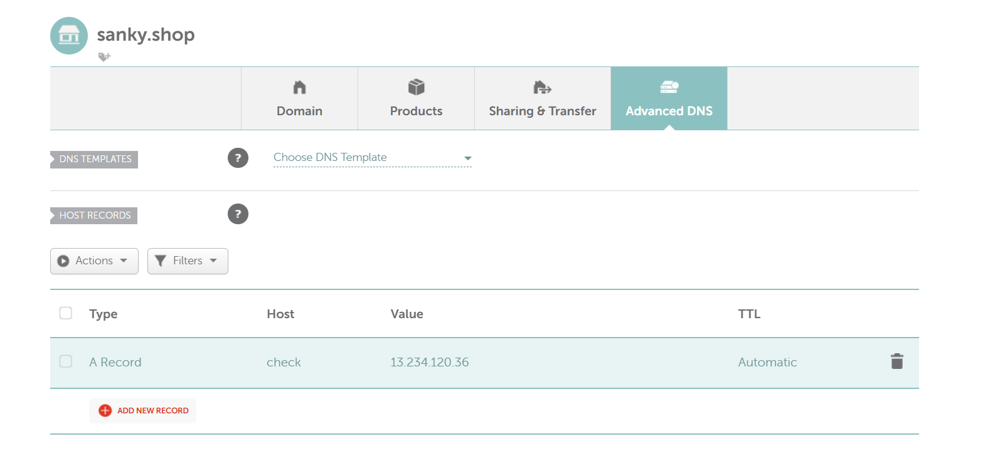 sanky.shop
Domain
Products
Sharing & Transfer
Advanced DNS
DNS TEMPLATES
?
Choose DNS Template
HOST RECORDS
?
Actions
Filters
Type Host Value TTL
A Record check 13.234.120.36 Automatic
ADD NEW RECORD